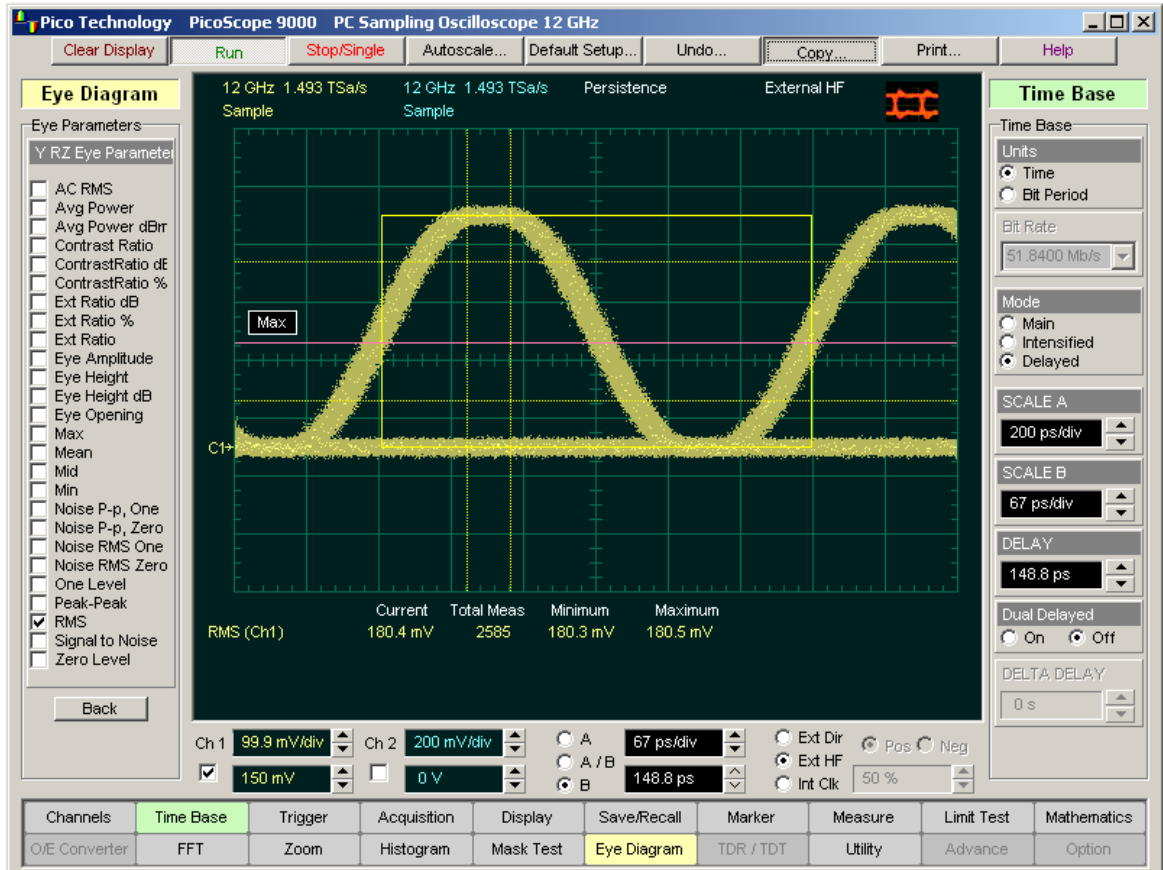 Pico Technology PicoScope 9000 PC Sampling Oscilloscope 12 GHz
Clear Display Run Stop/Single Autoscale... Default Setup... Undo... Copy... Print... Help
Eye Diagram
Eye Parameters
Y RZ Eye Parameter
AC RMS
Avg Power
Avg Power dBm
Contrast Ratio
ContrastRatio dB
ContrastRatio %
Ext Ratio dB
Ext Ratio %
Ext Ratio
Eye Amplitude
Eye Height
Eye Height dB
Eye Opening
Max
Mean
Mid
Min
Noise P-p, One
Noise P-p, Zero
Noise RMS One
Noise RMS Zero
One Level
Peak-Peak
RMS
Signal to Noise
Zero Level
Back
12 GHz 1.493 TSa/s 12 GHz 1.493 TSa/s Persistence External HF
Sample Sample
Max
C1
Current Total Meas Minimum Maximum
RMS (Ch1) 180.4 mV 2585 180.3 mV 180.5 mV
Time Base
Time Base
Units
Time
Bit Period
Bit Rate
51.8400 Mb/s
Mode
Main
Intensified
Delayed
SCALE A
200 ps/div
SCALE B
67 ps/div
DELAY
148.8 ps
Dual Delayed
On Off
DELTA DELAY
0 s
Ch 1 99.9 mV/div Ch 2 200 mV/div A 67 ps/div Ext Dir Pos Neg
A / B Ext HF
150 mV 0 V B 148.8 ps Int Clk 50 %
Channels Time Base Trigger Acquisition Display Save/Recall Marker Measure Limit Test Mathematics
O/E Converter FFT Zoom Histogram Mask Test Eye Diagram TDR / TDT Utility Advance Option